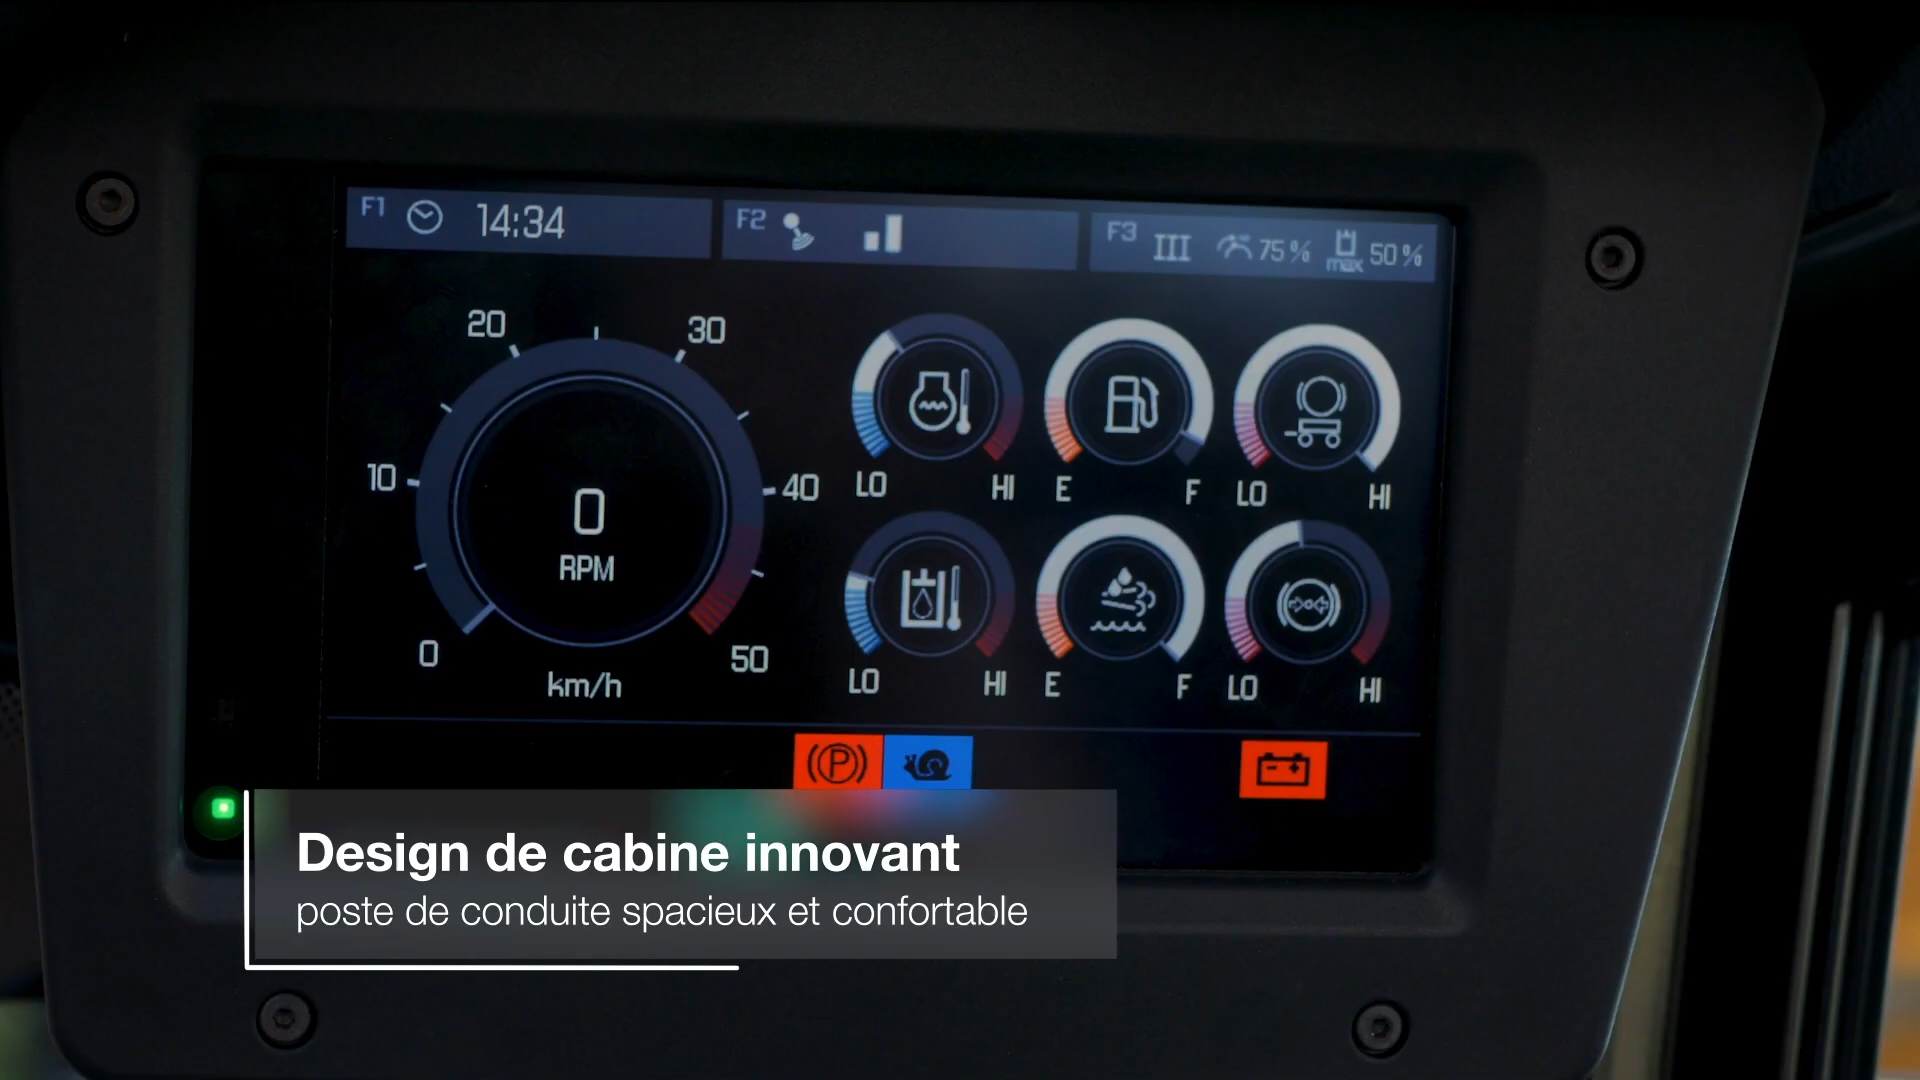 F1 14:34
F2
F3 III 75% max 50%
20 30
10 40
0
RPM
0 50
km/h
LO HI E F LO HI
LO HI E F LO HI
P
Design de cabine innovant
poste de conduite spacieux et confortable